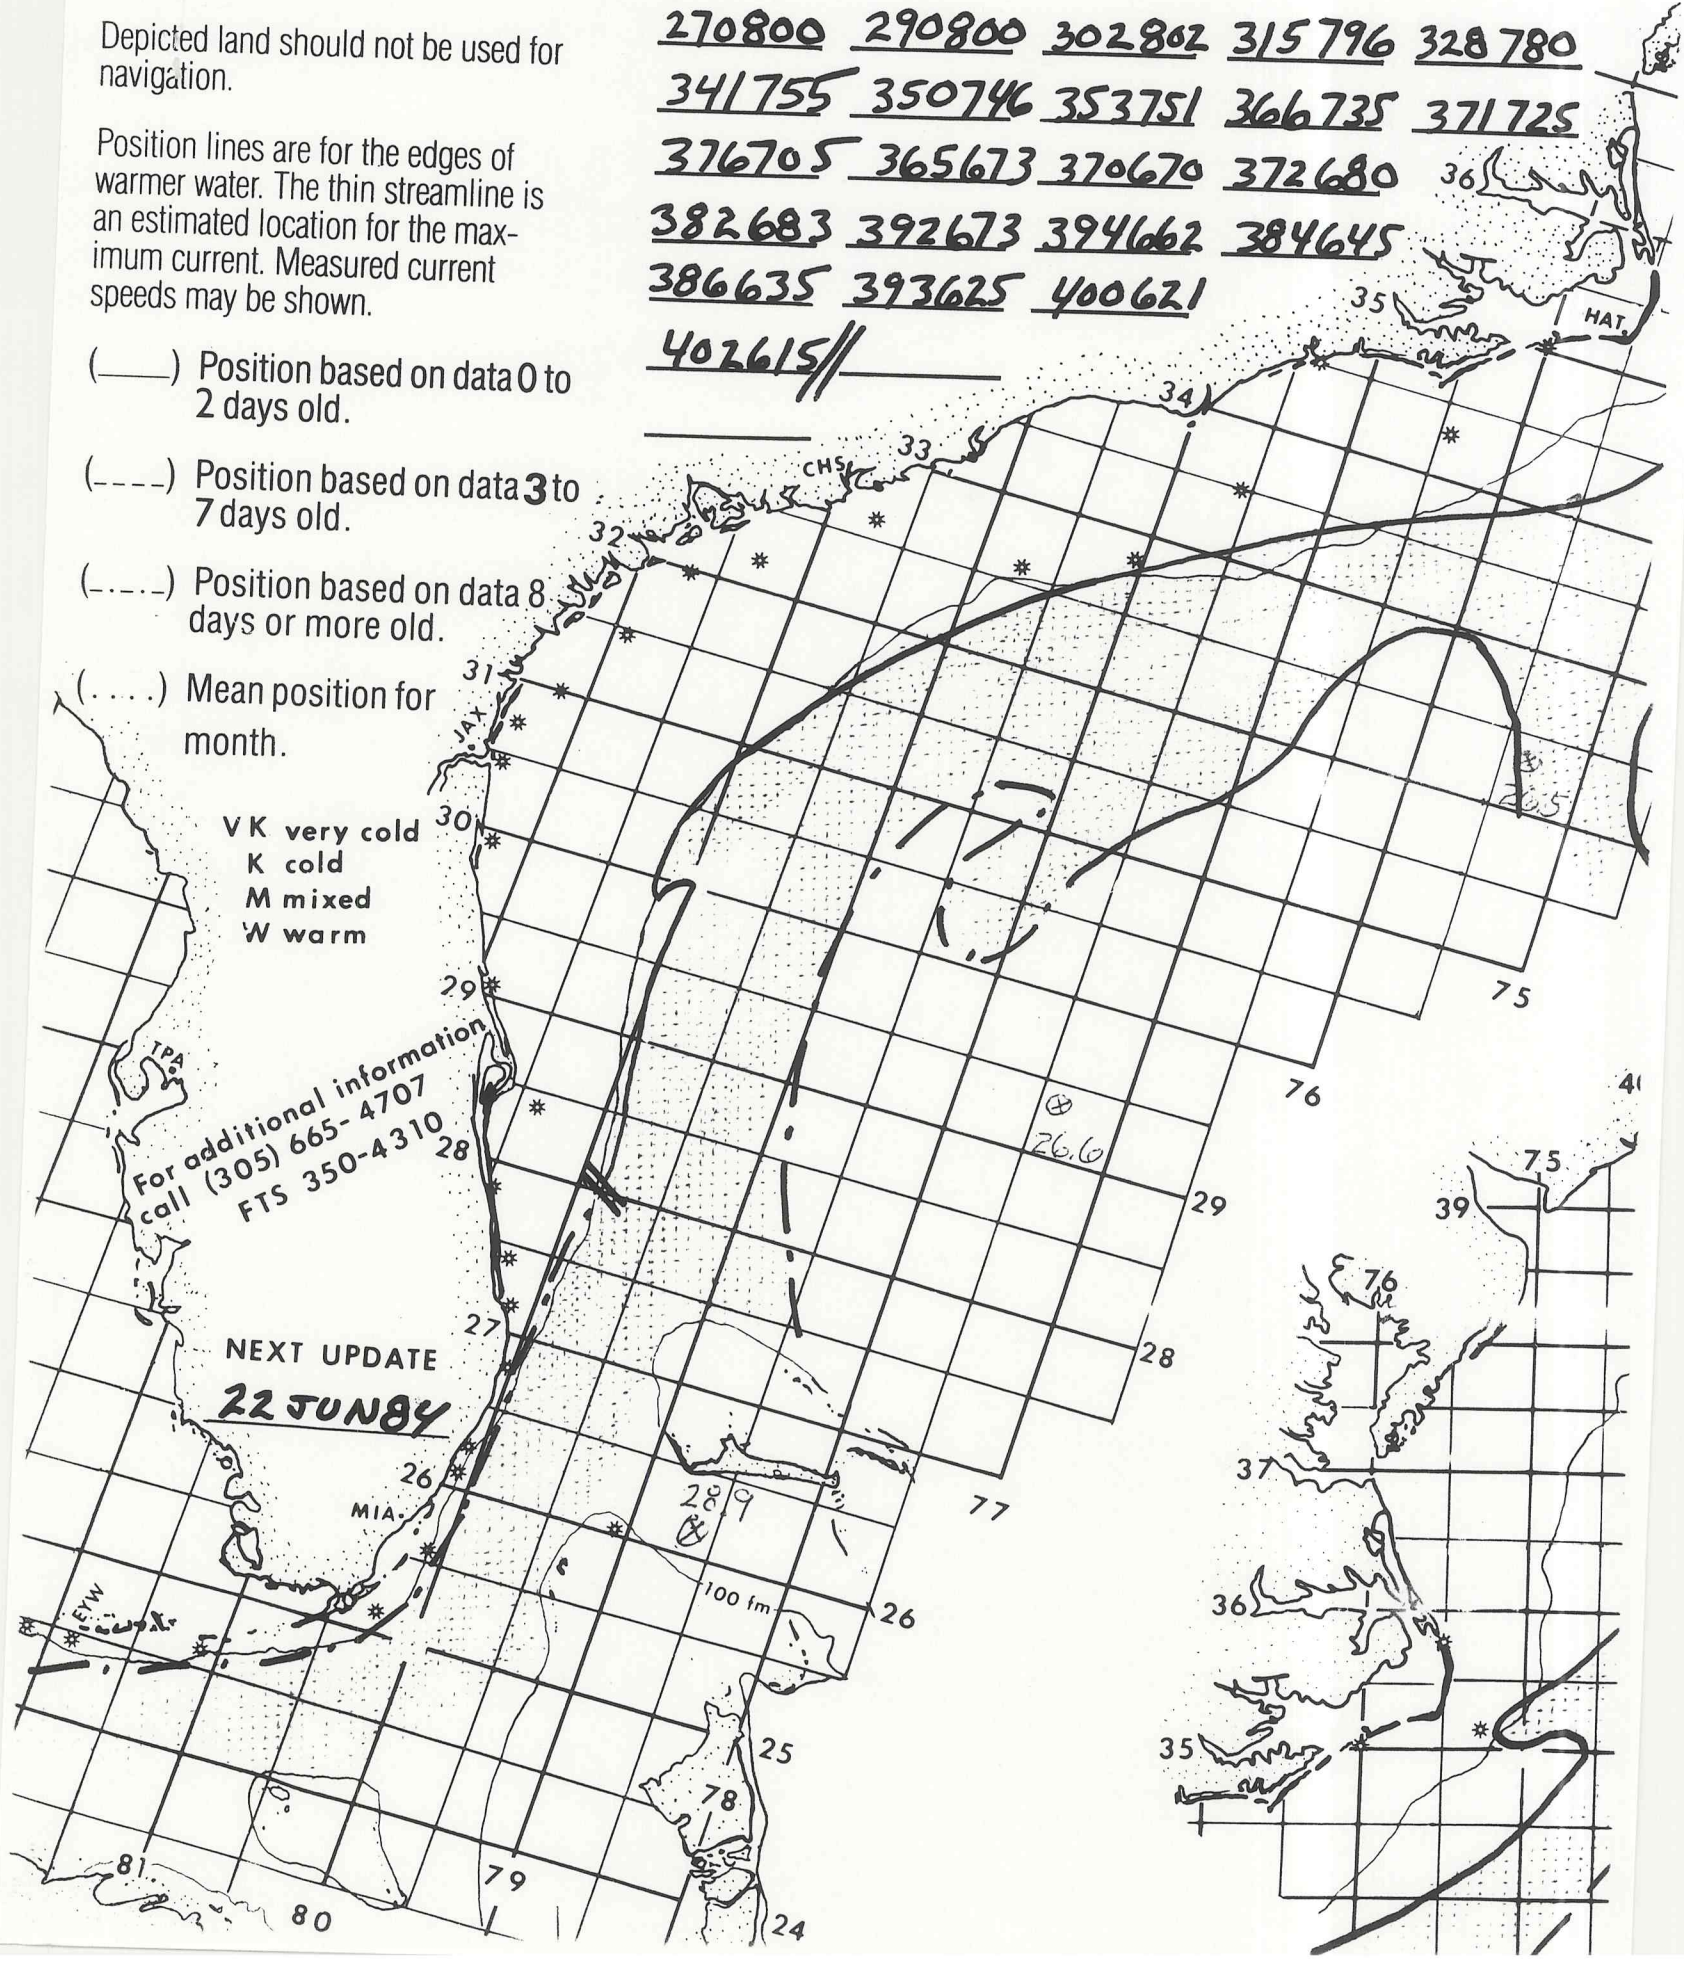 Depicted land should not be used for
navigation.
Position lines are for the edges of
warmer water. The thin streamline is
an estimated location for the max-
imum current. Measured current
speeds may be shown.
(____) Position based on data 0 to
2 days old.
(_ _ _ _) Position based on data 3 to
7 days old.
(_._._) Position based on data 8
days or more old.
(....) Mean position for
month.
270800 290800 302802 315796 328780
341755 350746 353751 366735 371725
376705 365673 370670 372680
382683 392673 394662 384645
386635 393625 400621
402615//
36
35
HAT.
34
33
CHS
32
31
JAX
30
VK very cold
K cold
M mixed
W warm
29
TPA
For additional information
call (305) 665-4707
FTS 350-4310
28
27
NEXT UPDATE
22 JUN84
26
MIA.
EYW
26.5
75
76
26.6
29
28
77
28.9
100 fm
26
25
78
24
81
79
80
75
39
76
37
36
35